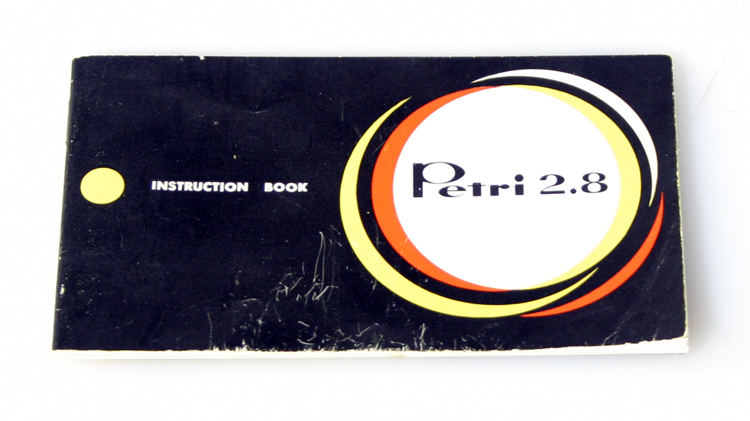 INSTRUCTION BOOK
Petri 2.8